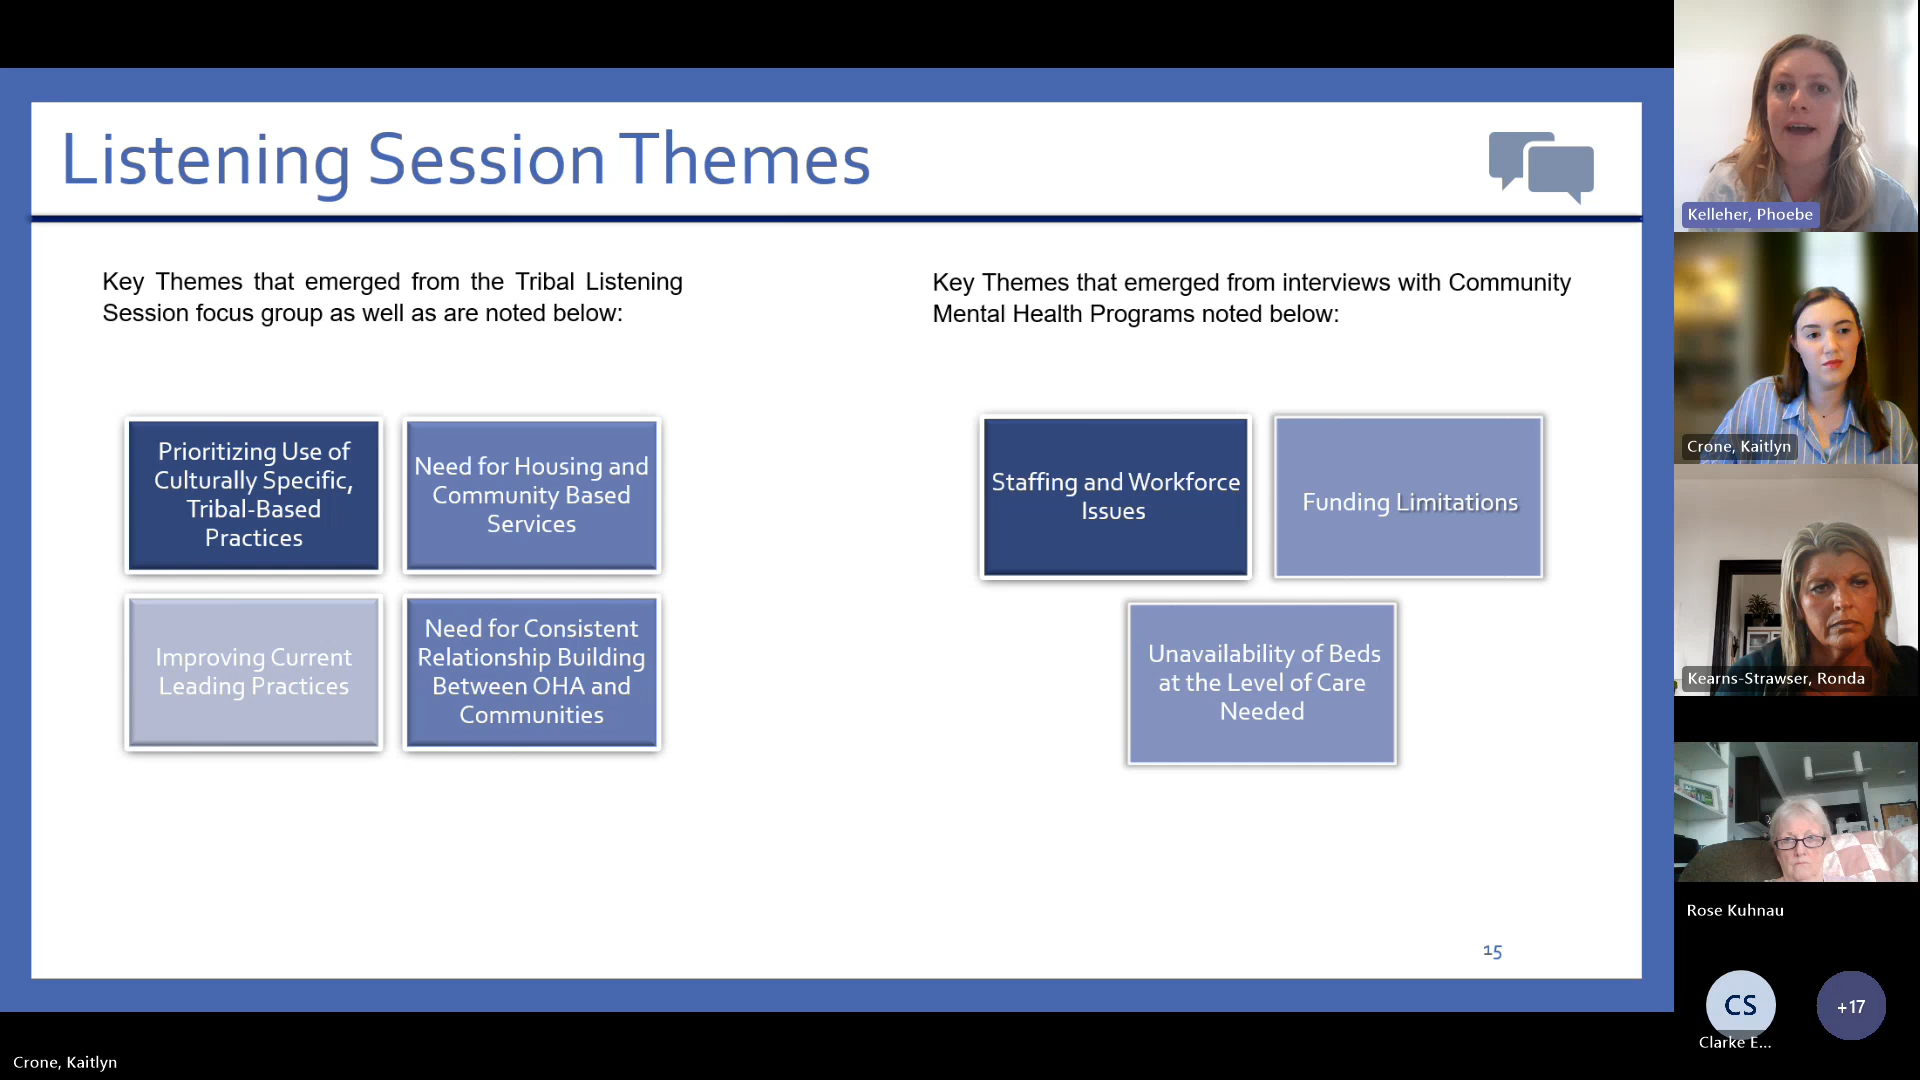 Listening Session Themes
Key Themes that emerged from the Tribal Listening
Session focus group as well as are noted below:
Prioritizing Use of
Culturally Specific,
Tribal-Based
Practices
Need for Housing and
Community Based
Services
Improving Current
Leading Practices
Need for Consistent
Relationship Building
Between OHA and
Communities
Key Themes that emerged from interviews with Community
Mental Health Programs noted below:
Staffing and Workforce
Issues
Funding Limitations
Unavailability of Beds
at the Level of Care
Needed
15
Kelleher, Phoebe
Crone, Kaitlyn
Kearns-Strawser, Ronda
Rose Kuhnau
CS
Clarke E...
+17
Crone, Kaitlyn